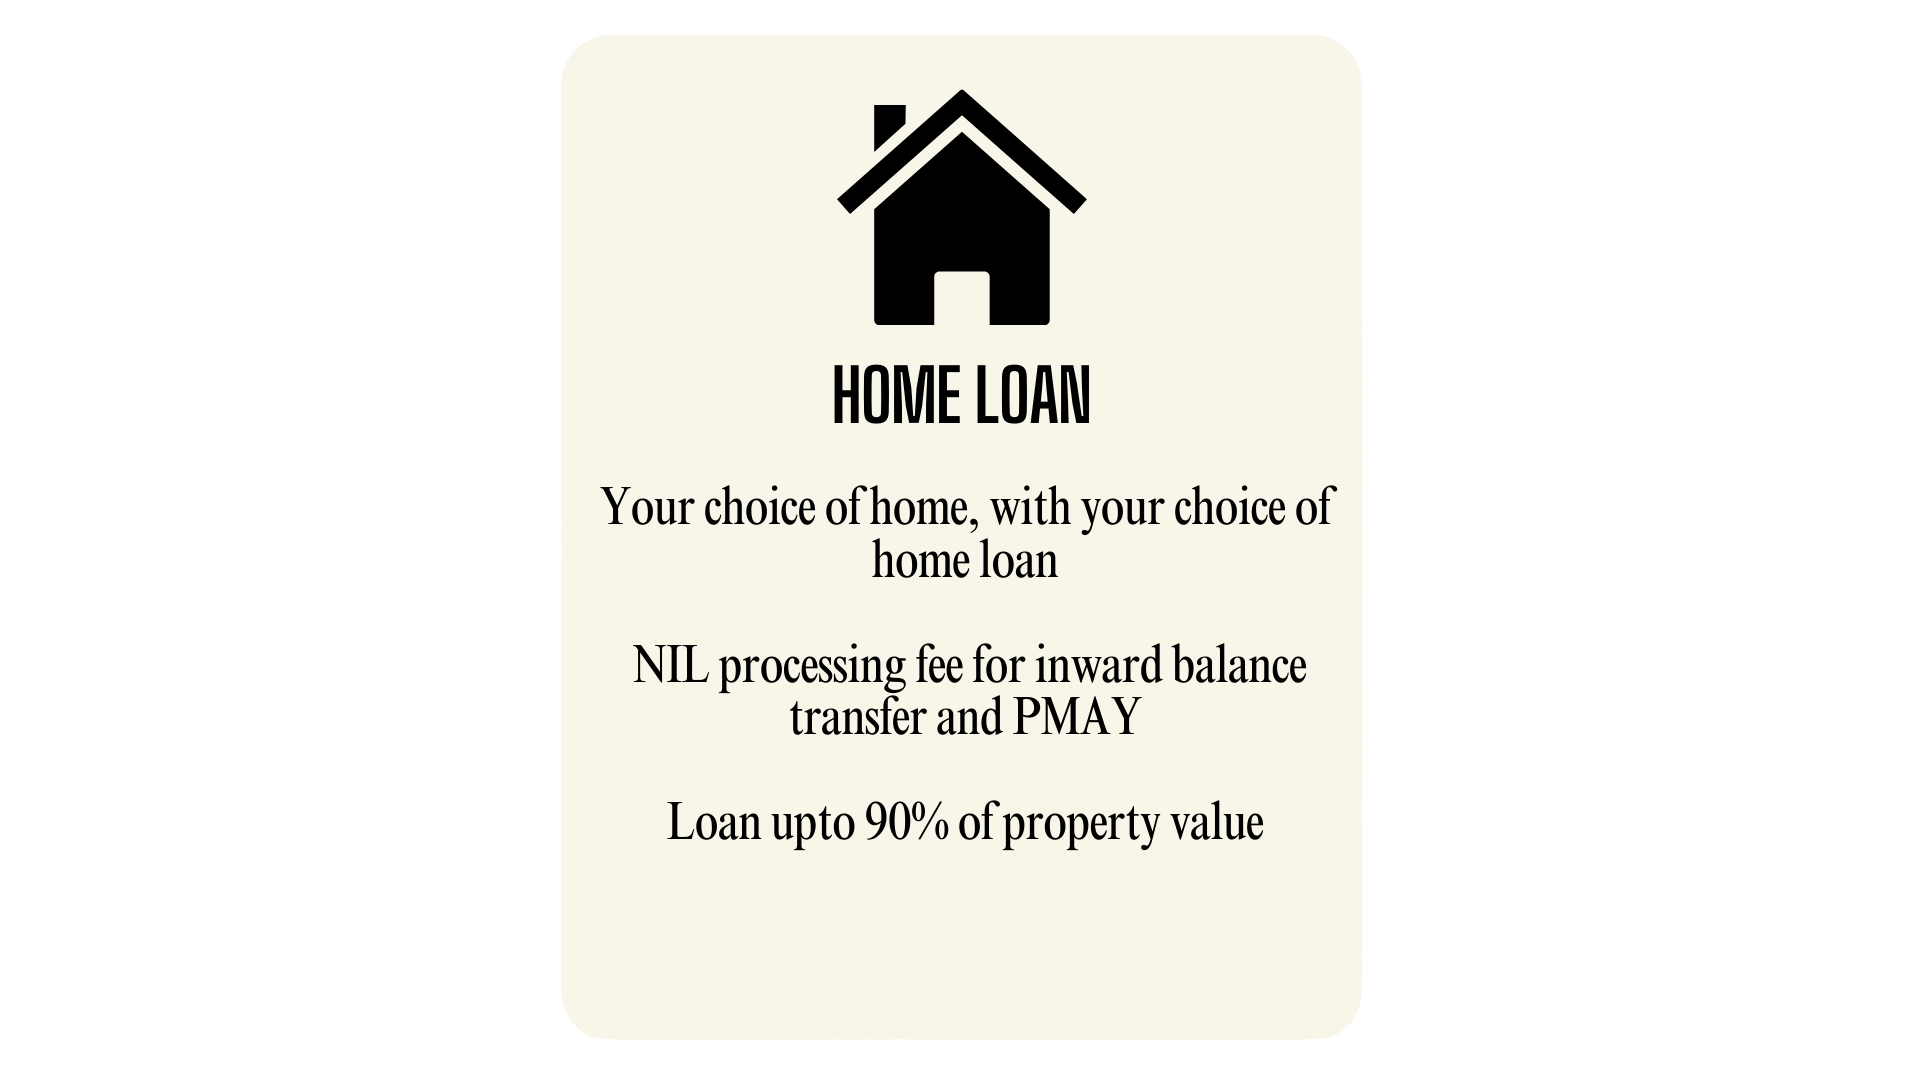 HOME LOAN
Your choice of home, with your choice of
home loan
NIL processing fee for inward balance
transfer and PMAY
Loan upto 90% of property value